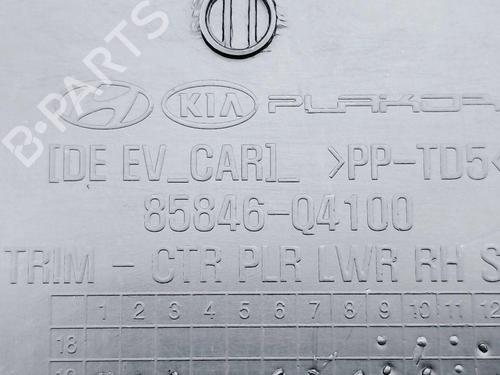 B-PARTS
KIA PLAKOR
[DE EV_CAR]_ >PP-TD5<
85846-Q4100
TRIM - CTR PLR LWR RH S
1 2 3 4 5 6 7 8 9 10 11 12
18